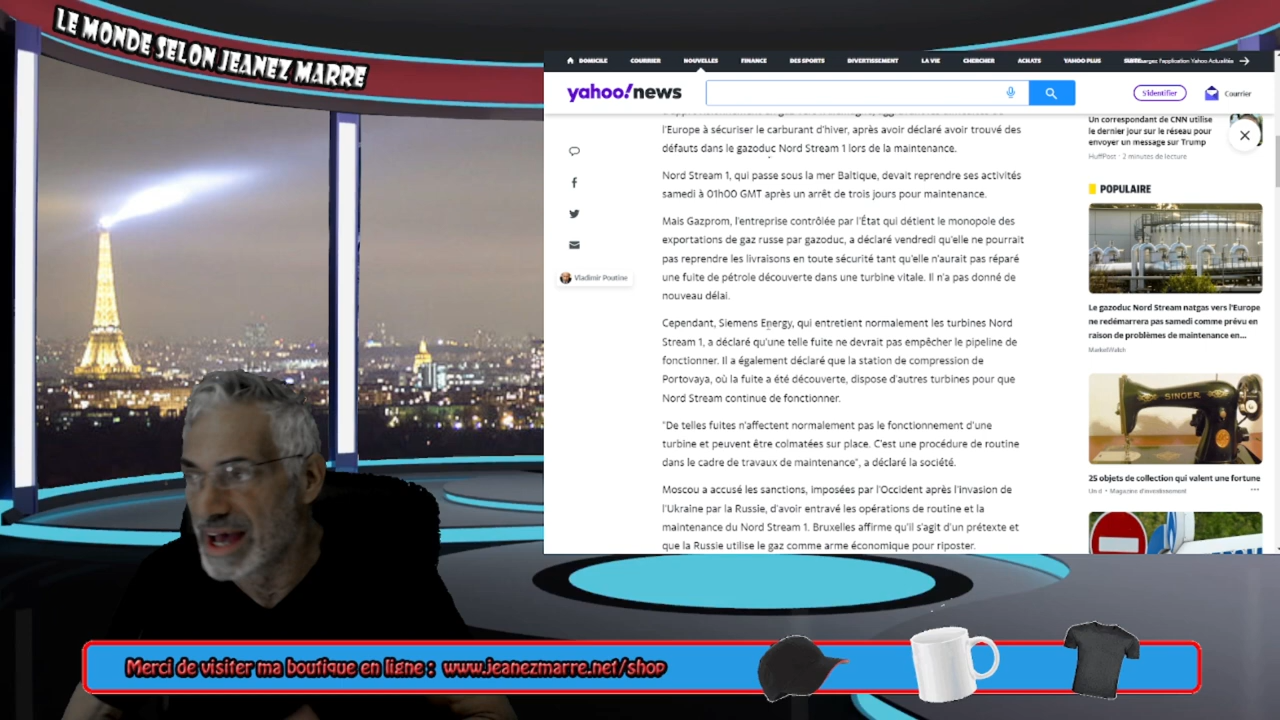 LE MONDE SELON JEANEZ MARRE
DOMICILE COURRIER NOUVELLES FINANCE DES SPORTS DIVERTISSEMENT LA VIE CHERCHER ACHATS YAHOO PLUS l'application Yahoo Actualités →
yahoo!news
S'identifier
Courrier
l'Europe à sécuriser le carburant d'hiver, après avoir déclaré avoir trouvé des
défauts dans le gazoduc Nord Stream 1 lors de la maintenance.
Nord Stream 1, qui passe sous la mer Baltique, devait reprendre ses activités
samedi à 01h00 GMT après un arrêt de trois jours pour maintenance.
Mais Gazprom, l'entreprise contrôlée par l'État qui détient le monopole des
exportations de gaz russe par gazoduc, a déclaré vendredi qu'elle ne pourrait
pas reprendre les livraisons en toute sécurité tant qu'elle n'aurait pas réparé
une fuite de pétrole découverte dans une turbine vitale. Il n'a pas donné de
nouveau délai.
Cependant, Siemens Energy, qui entretient normalement les turbines Nord
Stream 1, a déclaré qu'une telle fuite ne devrait pas empêcher le pipeline de
fonctionner. Il a également déclaré que la station de compression de
Portovaya, où la fuite a été découverte, dispose d'autres turbines pour que
Nord Stream continue de fonctionner.
"De telles fuites n'affectent normalement pas le fonctionnement d'une
turbine et peuvent être colmatées sur place. C'est une procédure de routine
dans le cadre de travaux de maintenance", a déclaré la société.
Moscou a accusé les sanctions, imposées par l'Occident après l'invasion de
l'Ukraine par la Russie, d'avoir entravé les opérations de routine et la
maintenance du Nord Stream 1. Bruxelles affirme qu'il s'agit d'un prétexte et
que la Russie utilise le gaz comme arme économique pour riposter.
Vladimir Poutine
Un correspondant de CNN utilise
le dernier jour sur le réseau pour
envoyer un message sur Trump
HuffPost · 2 minutes de lecture
POPULAIRE
Le gazoduc Nord Stream natgas vers l'Europe
ne redémarrera pas samedi comme prévu en
raison de problèmes de maintenance en...
MarketWatch
SINGER
25 objets de collection qui valent une fortune
Un d • Magazine d'investissement
Merci de visiter ma boutique en ligne : www.jeanezmarre.net/shop